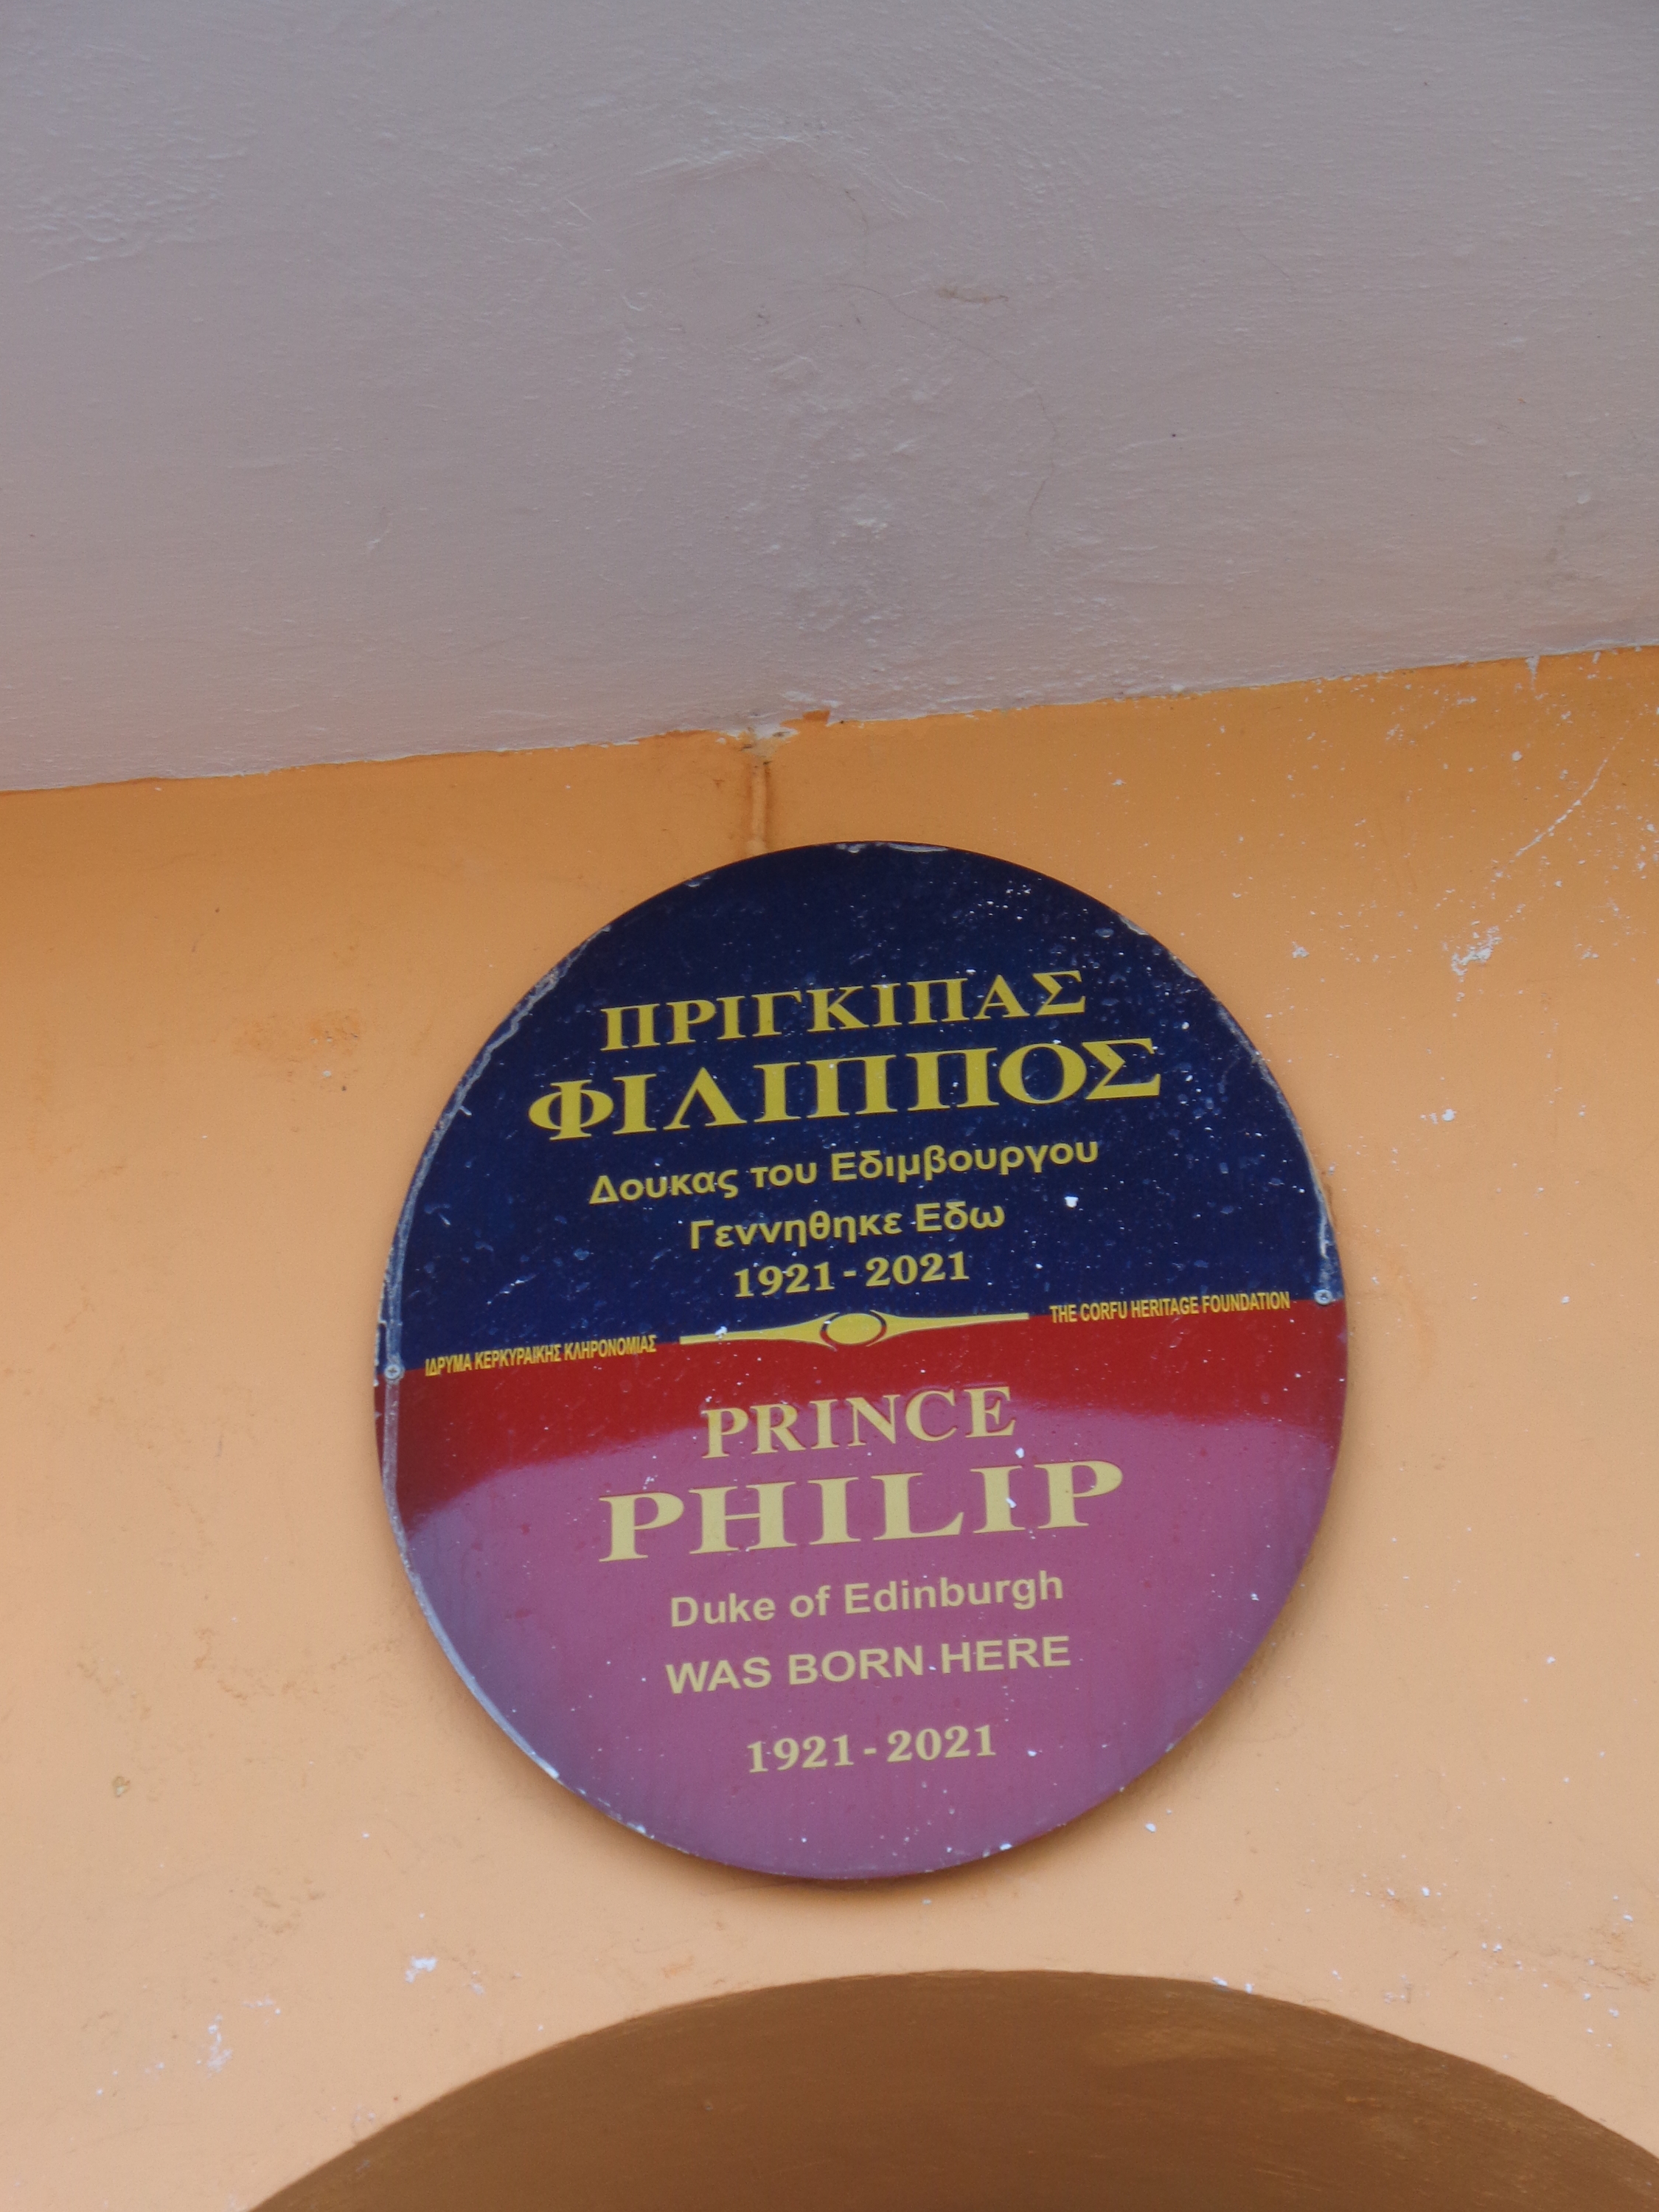 ΠΡΙΓΚΙΠΑΣ
ΦΙΛΙΠΠΟΣ
Δουκας του Εδιμβουργου
Γεννηθηκε Εδω
1921-2021
ΙΔΡΥΜΑ ΚΕΡΚΥΡΑΙΚΗΣ ΚΛΗΡΟΝΟΜΙΑΣ
THE CORFU HERITAGE FOUNDATION
PRINCE
PHILIP
Duke of Edinburgh
WAS BORN HERE
1921-2021